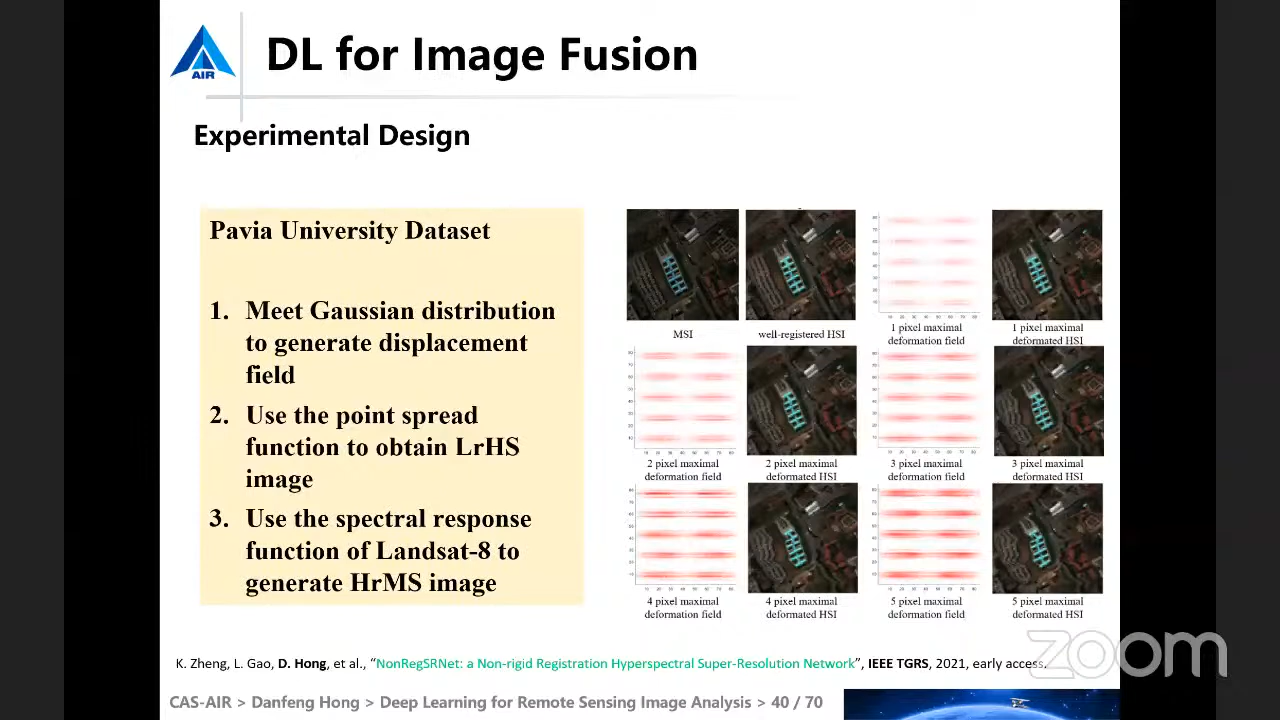 AIR
DL for Image Fusion
Experimental Design
Pavia University Dataset
1. Meet Gaussian distribution
to generate displacement
field
2. Use the point spread
function to obtain LrHS
image
3. Use the spectral response
function of Landsat-8 to
generate HrMS image
MSI
well-registered HSI
1 pixel maximal
deformation field
1 pixel maximal
deformated HSI
2 pixel maximal
deformation field
2 pixel maximal
deformated HSI
3 pixel maximal
deformation field
3 pixel maximal
deformated HSI
4 pixel maximal
deformation field
4 pixel maximal
deformated HSI
5 pixel maximal
deformation field
5 pixel maximal
deformated HSI
K. Zheng, L. Gao, D. Hong, et al., “NonRegSRNet: a Non-rigid Registration Hyperspectral Super-Resolution Network”, IEEE TGRS, 2021, early access.
zoom
CAS-AIR > Danfeng Hong > Deep Learning for Remote Sensing Image Analysis > 40 / 70